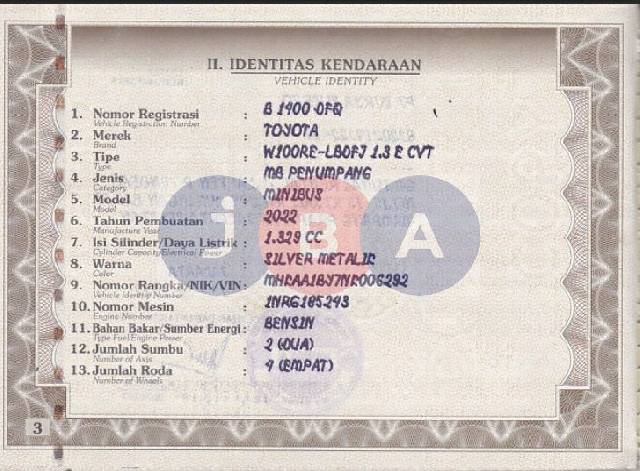 II. IDENTITAS KENDARAAN
VEHICLE IDENTITY
1. Nomor Registrasi : B 1400 DFQ
Vehicle Registration Number
2. Merek : TOYOTA
Brand
3. Tipe : W100RE-LBDFJ 1.3 E CVT
Type
4. Jenis : MB PENUMPANG
Category
5. Model : MINIBUS
Model
6. Tahun Pembuatan : 2022
Manufacture Year
7. Isi Silinder/Daya Listrik : 1.329 CC
Cylinder Capacity/Electrical Power
8. Warna : SILVER METALIK
Color
9. Nomor Rangka/NIK/VIN : MHKAA1BY7NK006292
Vehicle Identity Number
10. Nomor Mesin : 1NRG185243
Engine Number
11. Bahan Bakar/Sumber Energi : BENSIN
Type Fuel/Engine Power
12. Jumlah Sumbu : 2 (DUA)
Number of Axis
13. Jumlah Roda : 4 (EMPAT)
Number of Wheels
JBA
3